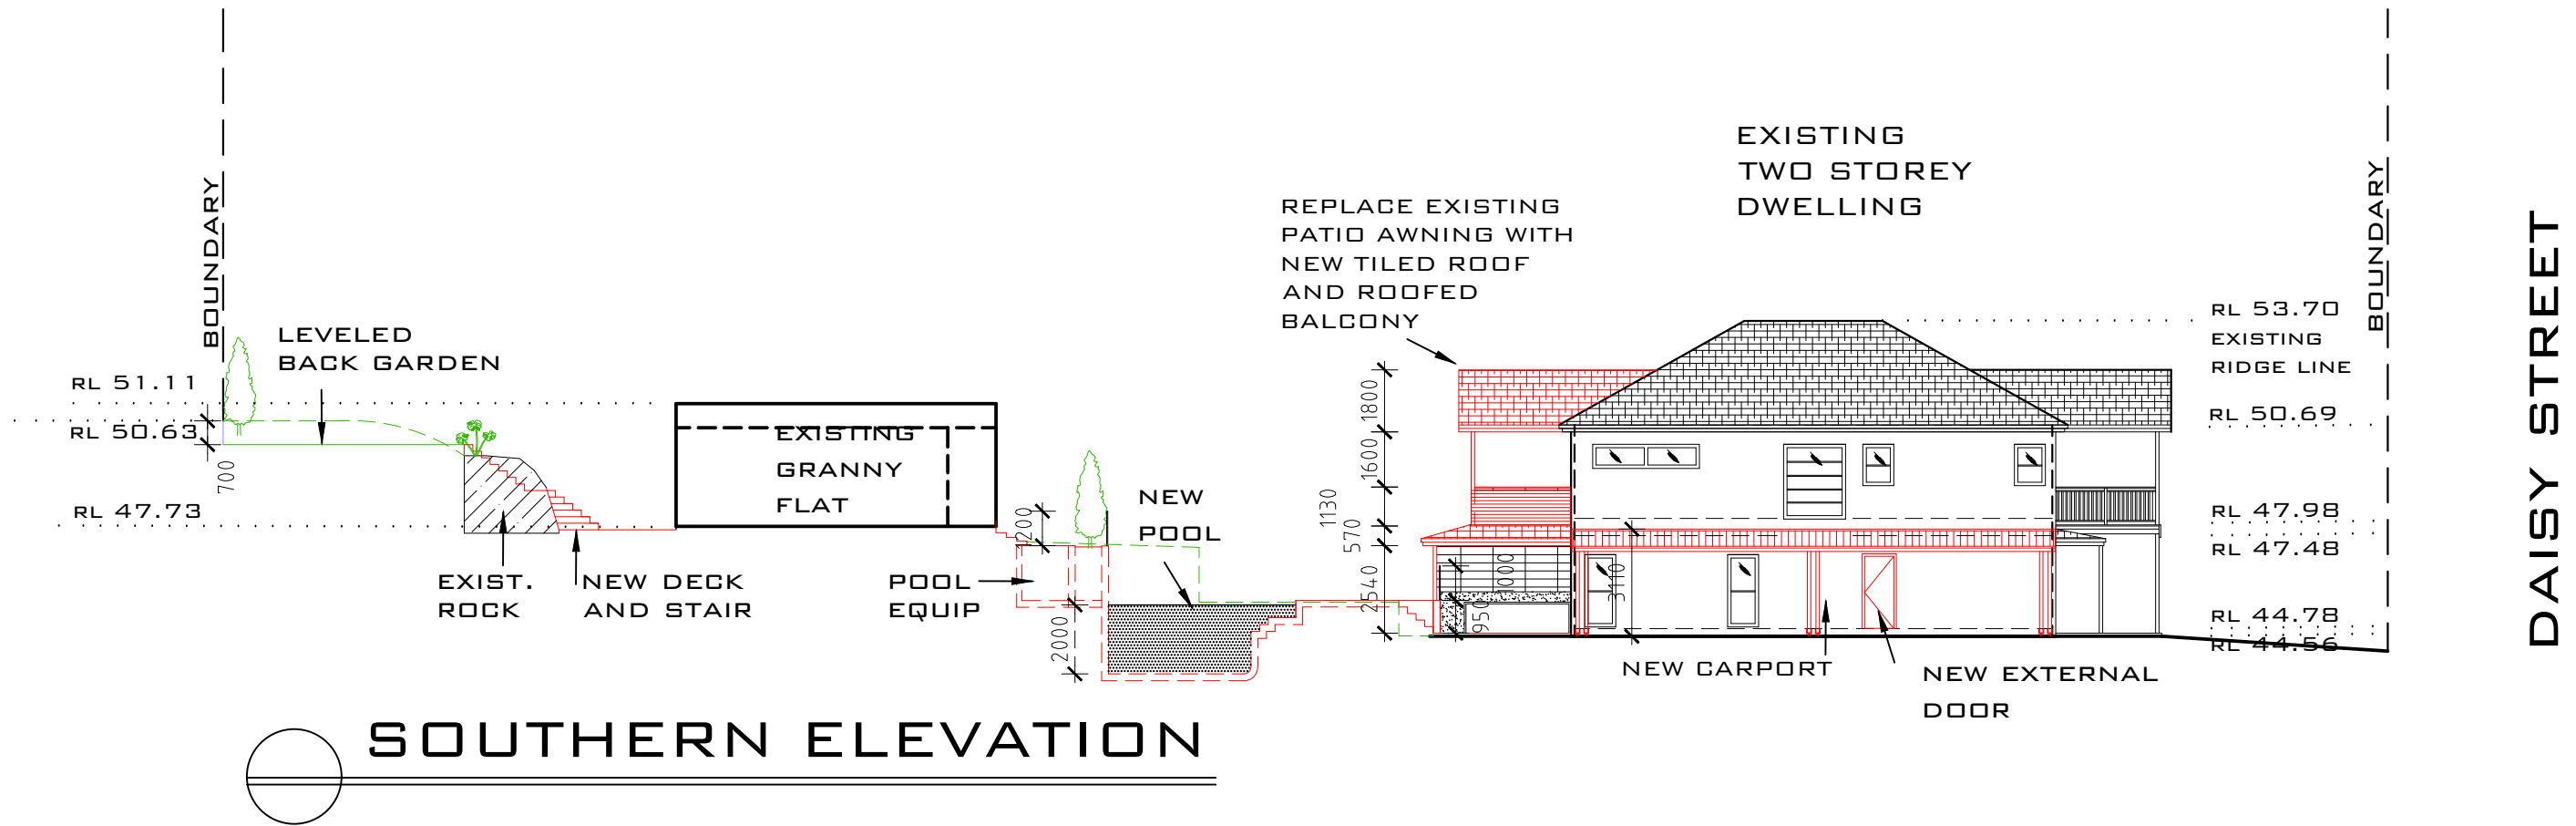 BOUNDARY
LEVELED
BACK GARDEN
RL 51.11
RL 50.63
700
RL 47.73
EXIST.
ROCK
NEW DECK
AND STAIR
EXISTING
GRANNY
FLAT
POOL
EQUIP
NEW
POOL
2000
REPLACE EXISTING
PATIO AWNING WITH
NEW TILED ROOF
AND ROOFED
BALCONY
1800
1600
1130
570
2540
1000
950
3110
EXISTING
TWO STOREY
DWELLING
NEW CARPORT
NEW EXTERNAL
DOOR
BOUNDARY
RL 53.70
EXISTING
RIDGE LINE
RL 50.69
RL 47.98
RL 47.48
RL 44.78
RL 44.56
DAISY STREET
SOUTHERN ELEVATION